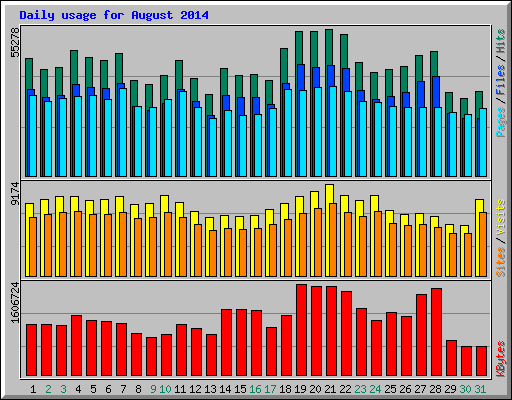 Daily usage for August 2014
55278
Pages / Files / Hits
9174
Sites / Visits
1606724
KBytes
1 2 3 4 5 6 7 8 9 10 11 12 13 14 15 16 17 18 19 20 21 22 23 24 25 26 27 28 29 30 31